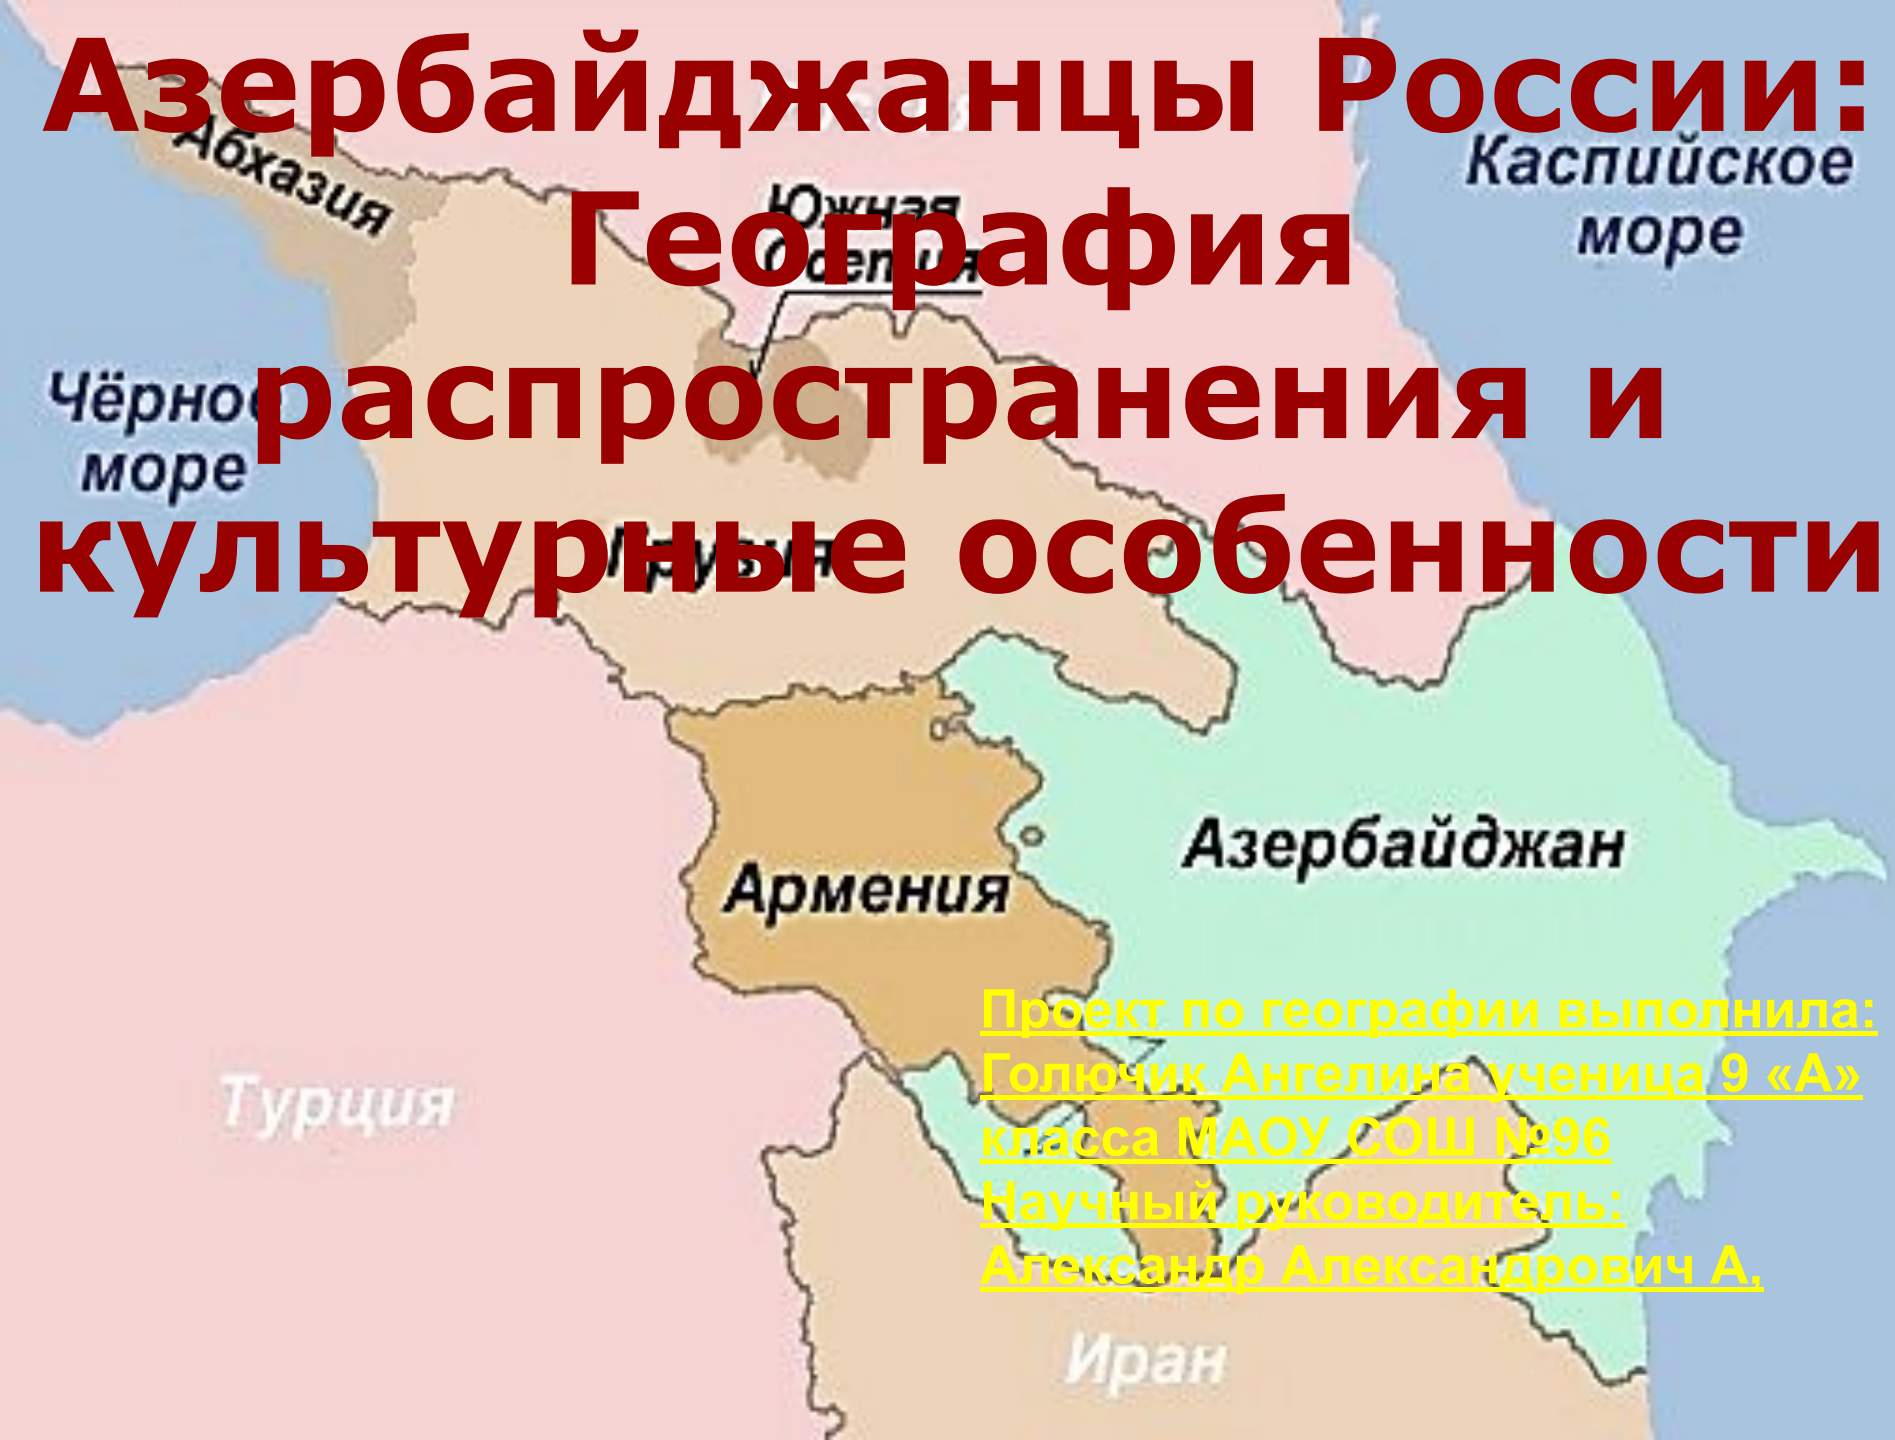 Азербайджанцы России:
География
распространения и
культурные особенности
Абхазия
Южная
Осетия
Каспийское
море
Чёрное
море
Грузия
Армения
Азербайджан
Турция
Иран
Проект по географии выполнила:
Голючик Ангелина ученица 9 «А»
класса МАОУ СОШ №96
Научный руководитель:
Александр Александрович А,